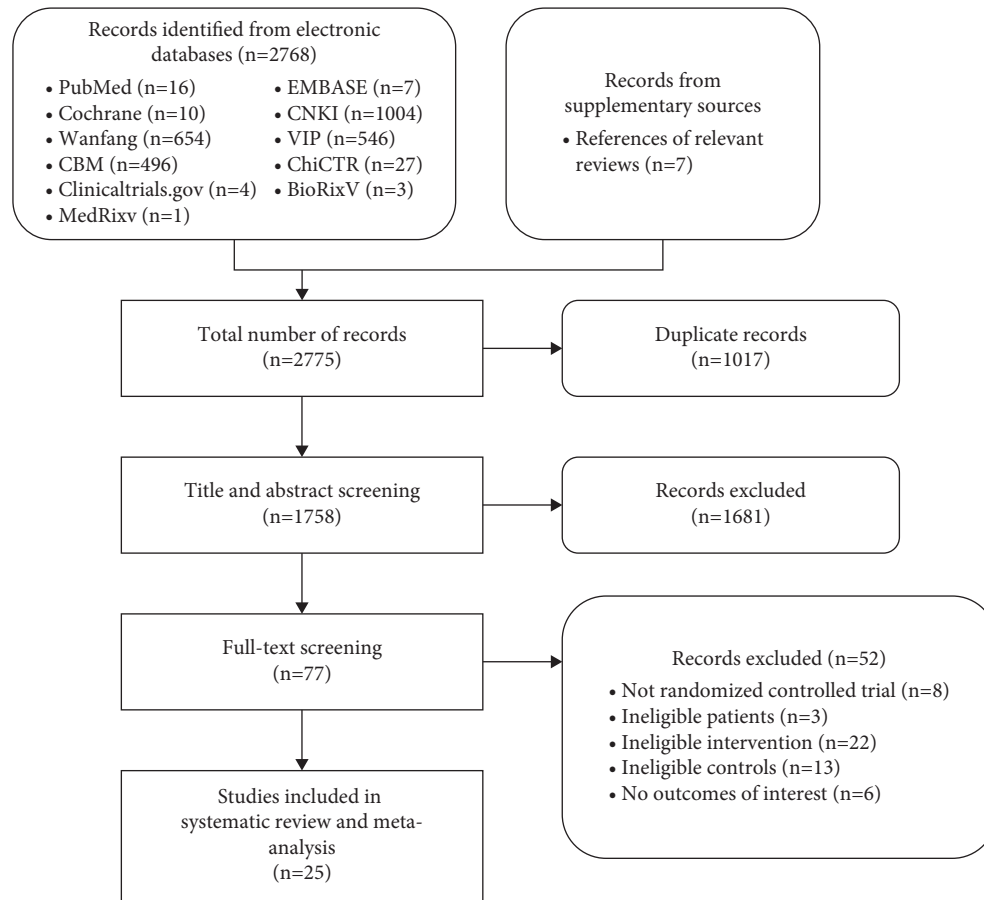 Records identified from electronic
databases (n=2768)
• PubMed (n=16)
• Cochrane (n=10)
• Wanfang (n=654)
• CBM (n=496)
• Clinicaltrials.gov (n=4)
• MedRixv (n=1)
• EMBASE (n=7)
• CNKI (n=1004)
• VIP (n=546)
• ChiCTR (n=27)
• BioRixV (n=3)
Records from
supplementary sources
• References of relevant
reviews (n=7)
Total number of records
(n=2775)
Duplicate records
(n=1017)
Title and abstract screening
(n=1758)
Records excluded
(n=1681)
Full-text screening
(n=77)
Records excluded (n=52)
• Not randomized controlled trial (n=8)
• Ineligible patients (n=3)
• Ineligible intervention (n=22)
• Ineligible controls (n=13)
• No outcomes of interest (n=6)
Studies included in
systematic review and meta-
analysis
(n=25)